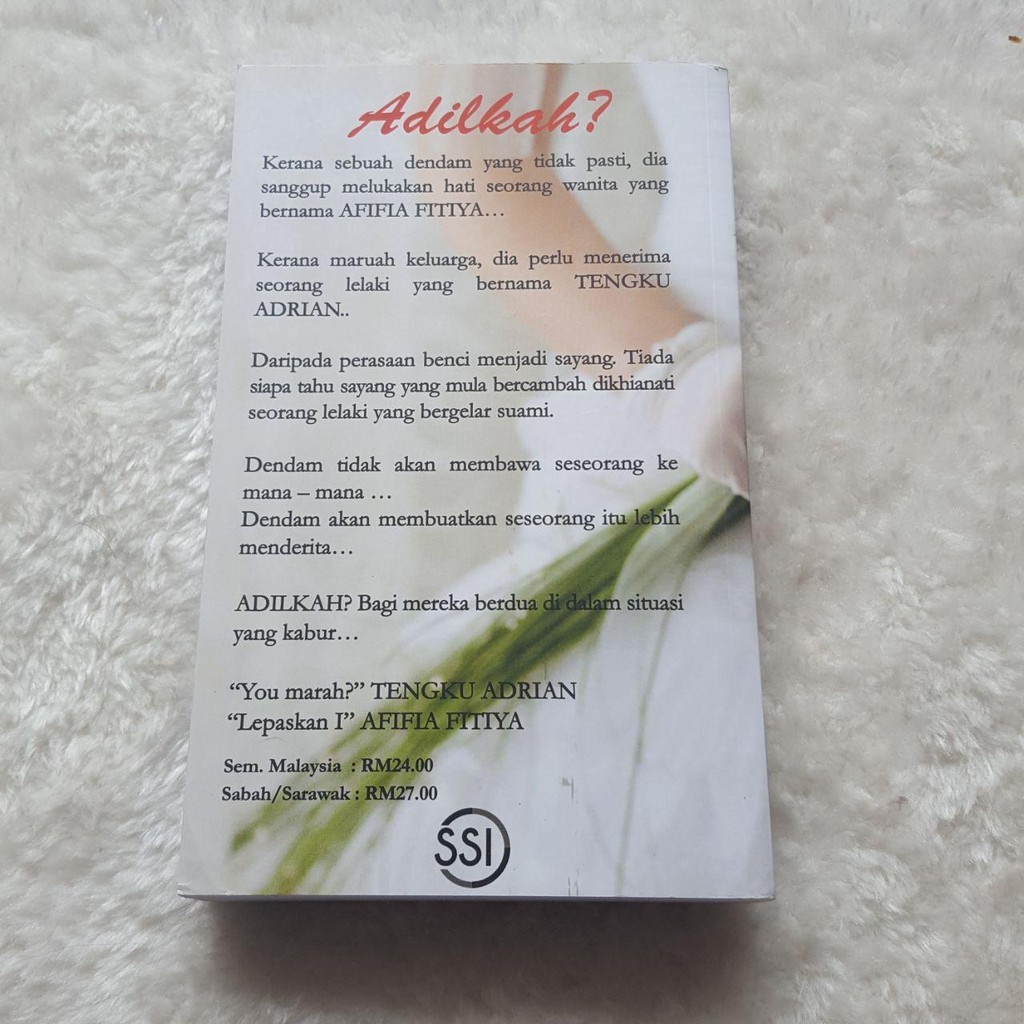 Adilkah?
Kerana sebuah dendam yang tidak pasti, dia
sanggup melukakan hati seorang wanita yang
bernama AFIFIA FITIYA…
Kerana maruah keluarga, dia perlu menerima
seorang lelaki yang bernama TENGKU
ADRIAN..
Daripada perasaan benci menjadi sayang. Tiada
siapa tahu sayang yang mula bercambah dikhianati
seorang lelaki yang bergelar suami.
Dendam tidak akan membawa seseorang ke
mana – mana …
Dendam akan membuatkan seseorang itu lebih
menderita…
ADILKAH? Bagi mereka berdua di dalam situasi
yang kabur…
“You marah?” TENGKU ADRIAN
“Lepaskan I” AFIFIA FITIYA
Sem. Malaysia : RM24.00
Sabah/Sarawak : RM27.00
SSI